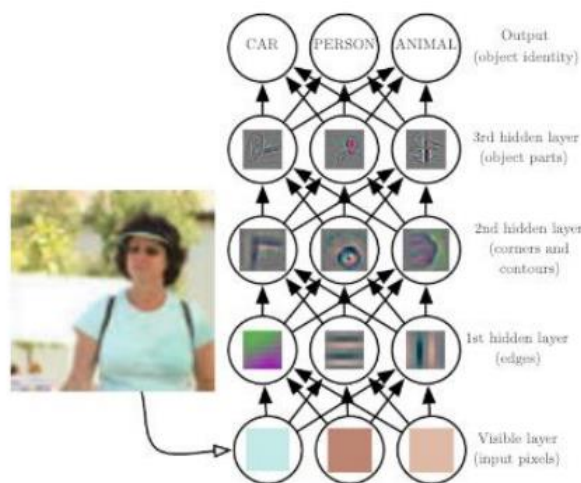 CAR PERSON ANIMAL
Output
(object identity)
3rd hidden layer
(object parts)
2nd hidden layer
(corners and
contours)
1st hidden layer
(edges)
Visible layer
(input pixels)